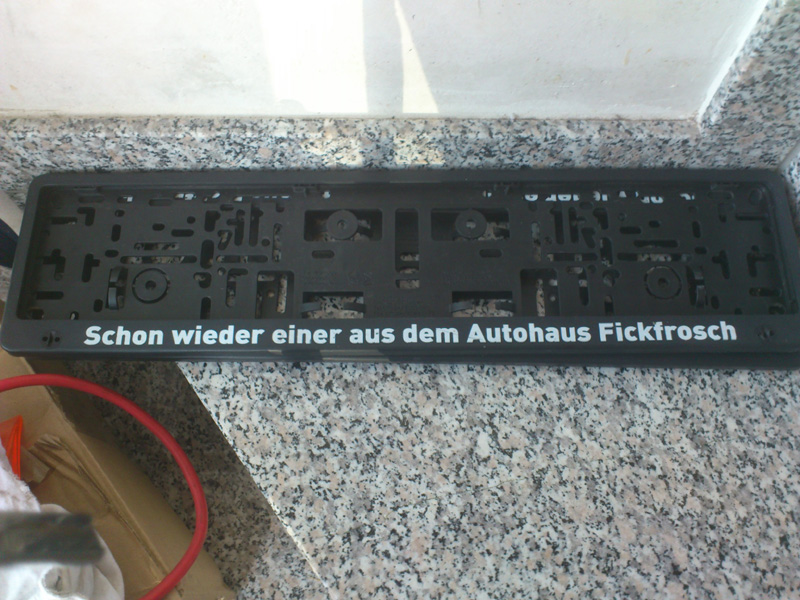 Schon wieder einer aus dem Autohaus Fickfrosch